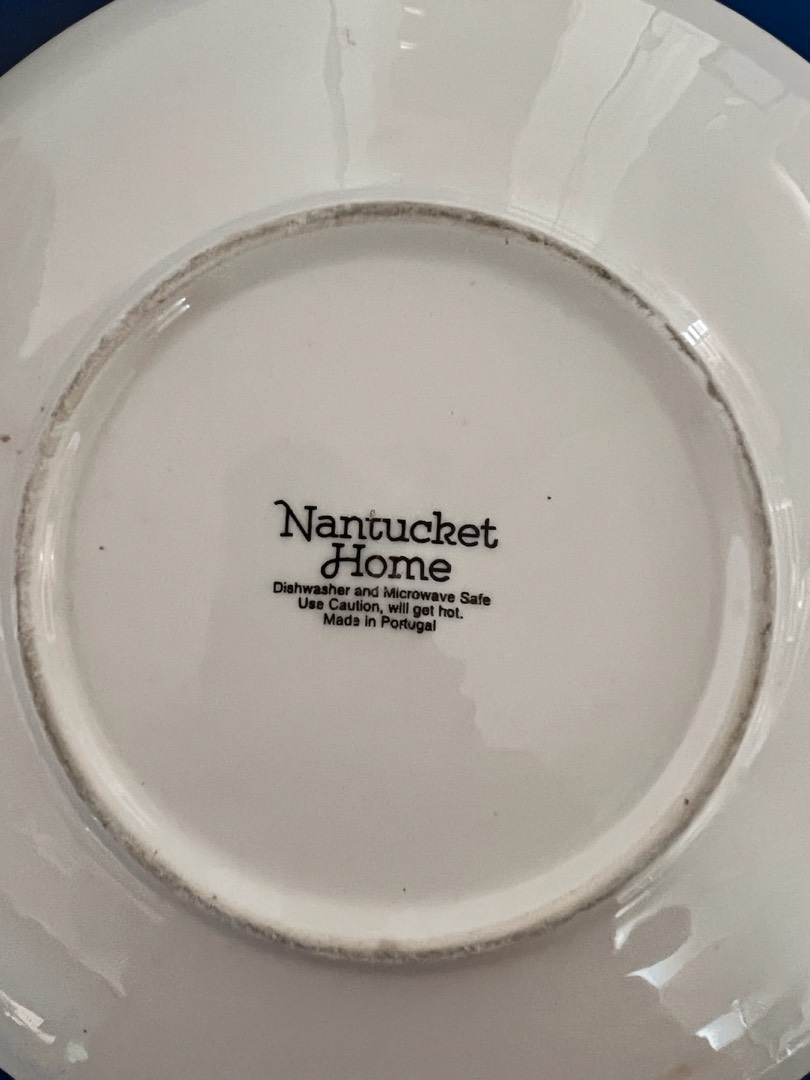 Nantucket
Home
Dishwasher and Microwave Safe
Use Caution, will get hot.
Made in Portugal